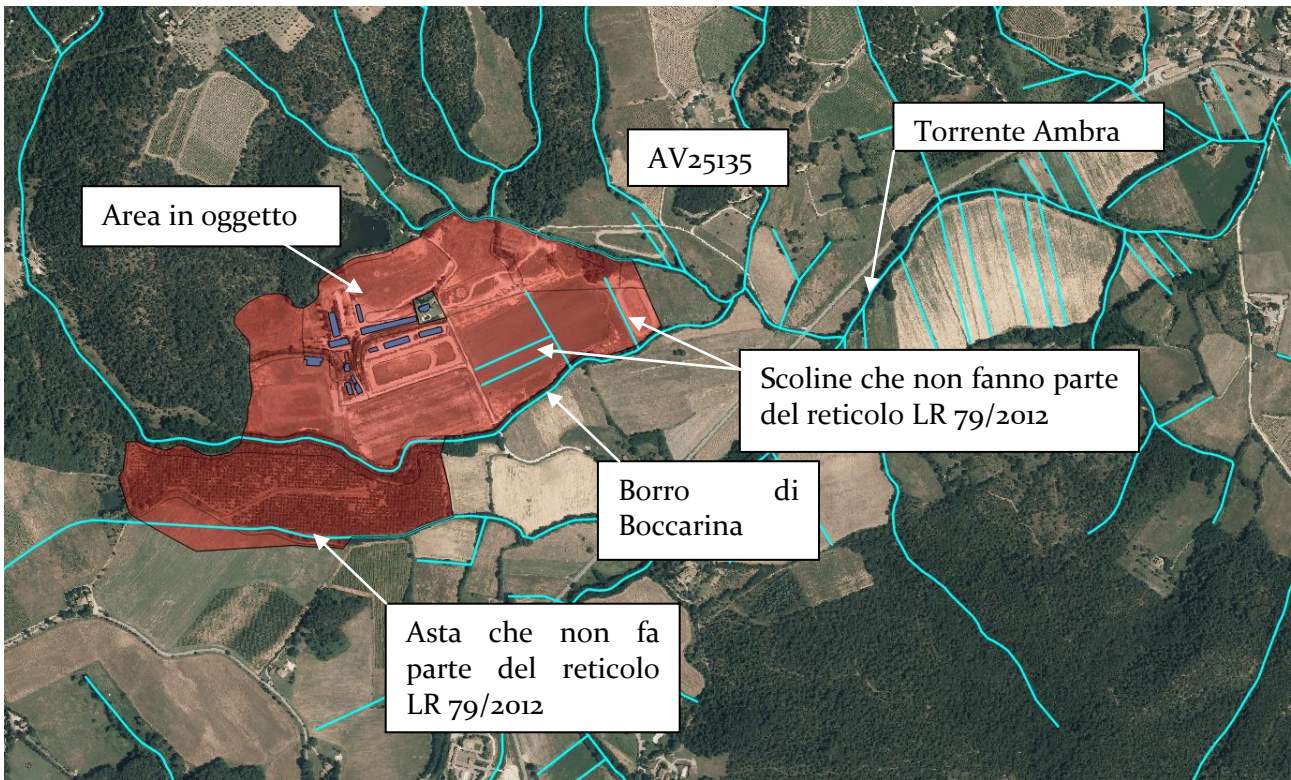 Torrente Ambra
AV25135
Area in oggetto
Scoline che non fanno parte
del reticolo LR 79/2012
Borro di
Boccarina
Asta che non fa
parte del reticolo
LR 79/2012